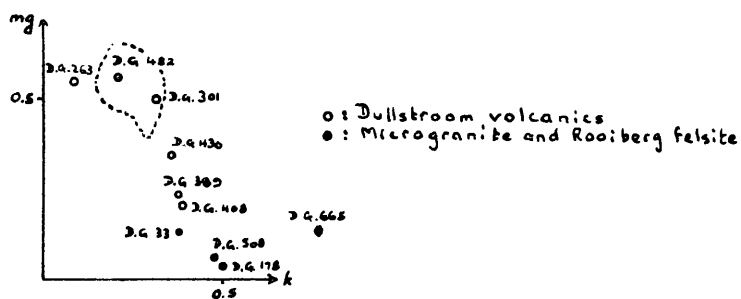 mg
D.G. 482
D.G. 263
0.5
D.G. 301
O : Dullstroom volcanics
● : Microgranite and Rooiberg felsite
D.G. 430
D.G. 389
D.G. 408
D.G. 665
D.G. 33
D.G. 508
D.G. 178
0.5
k